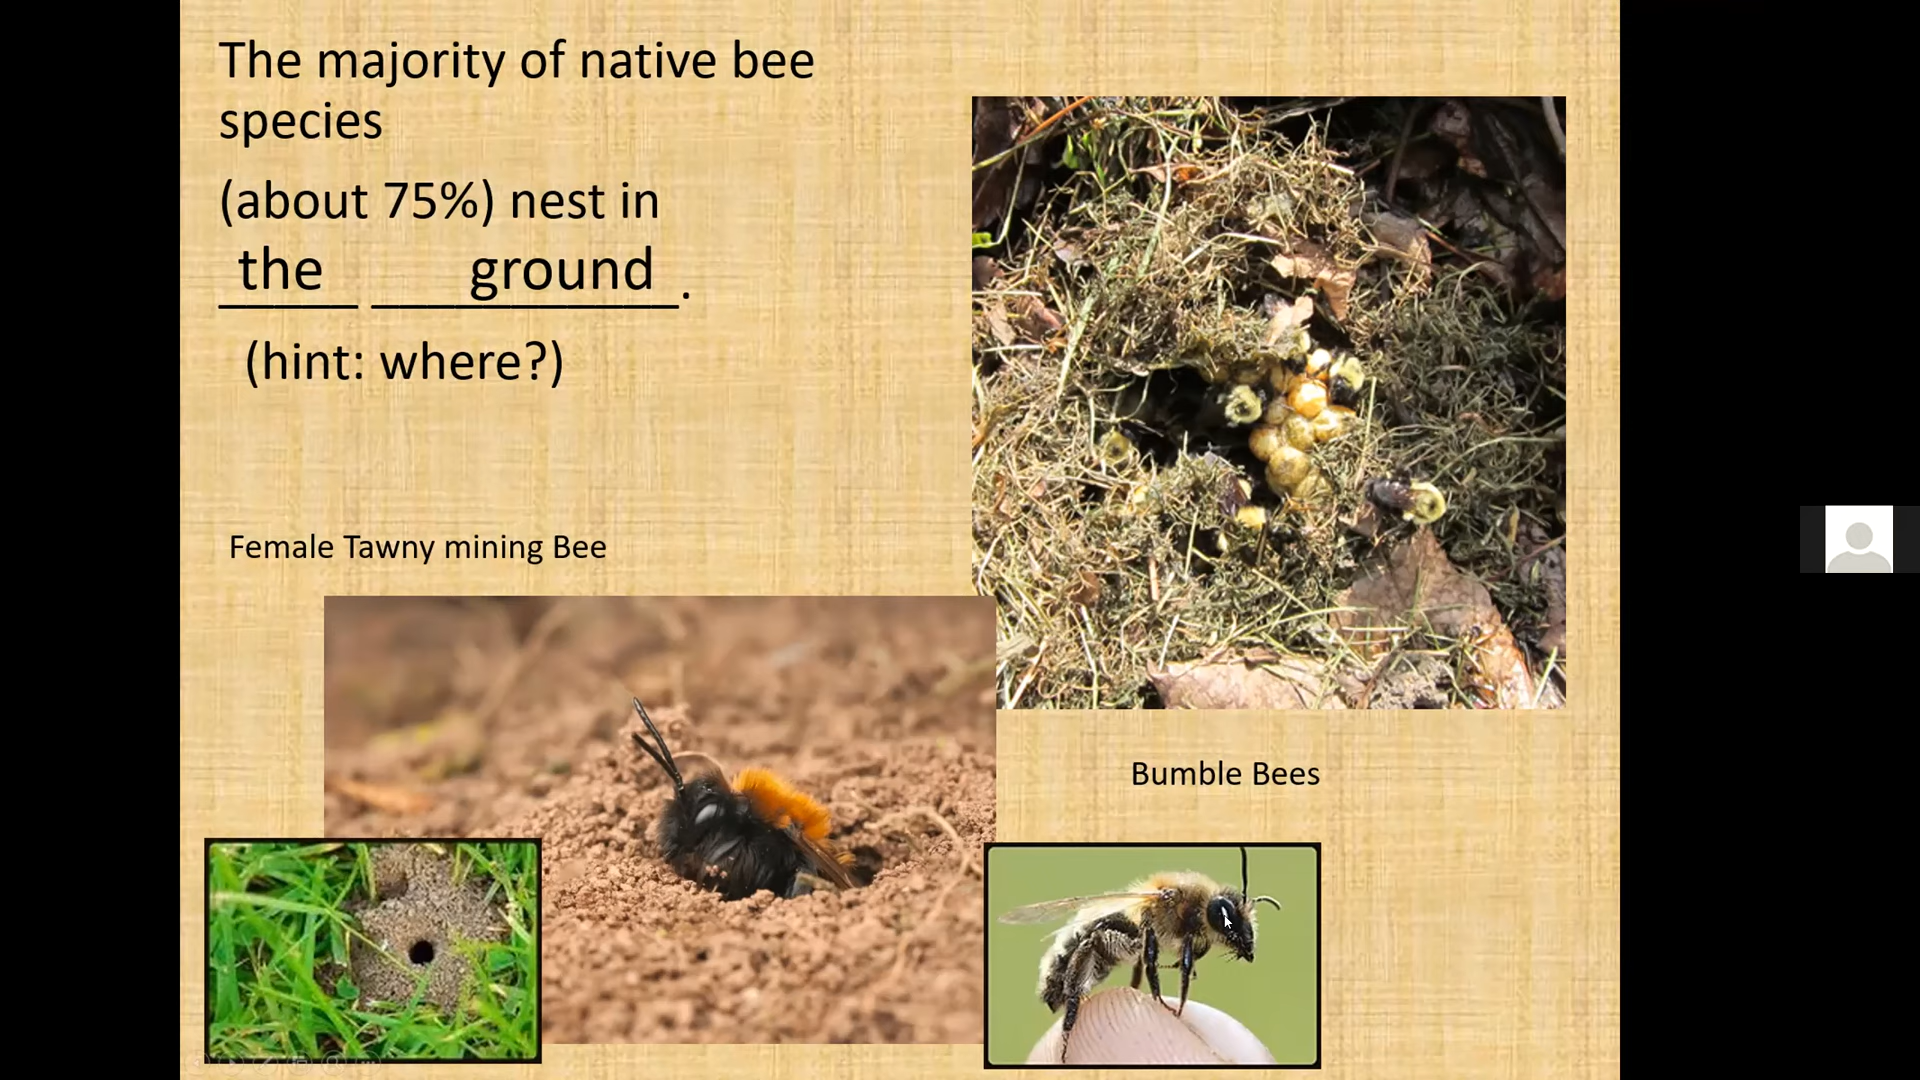 The majority of native bee
species
(about 75%) nest in
the ground.
(hint: where?)
Female Tawny mining Bee
Bumble Bees